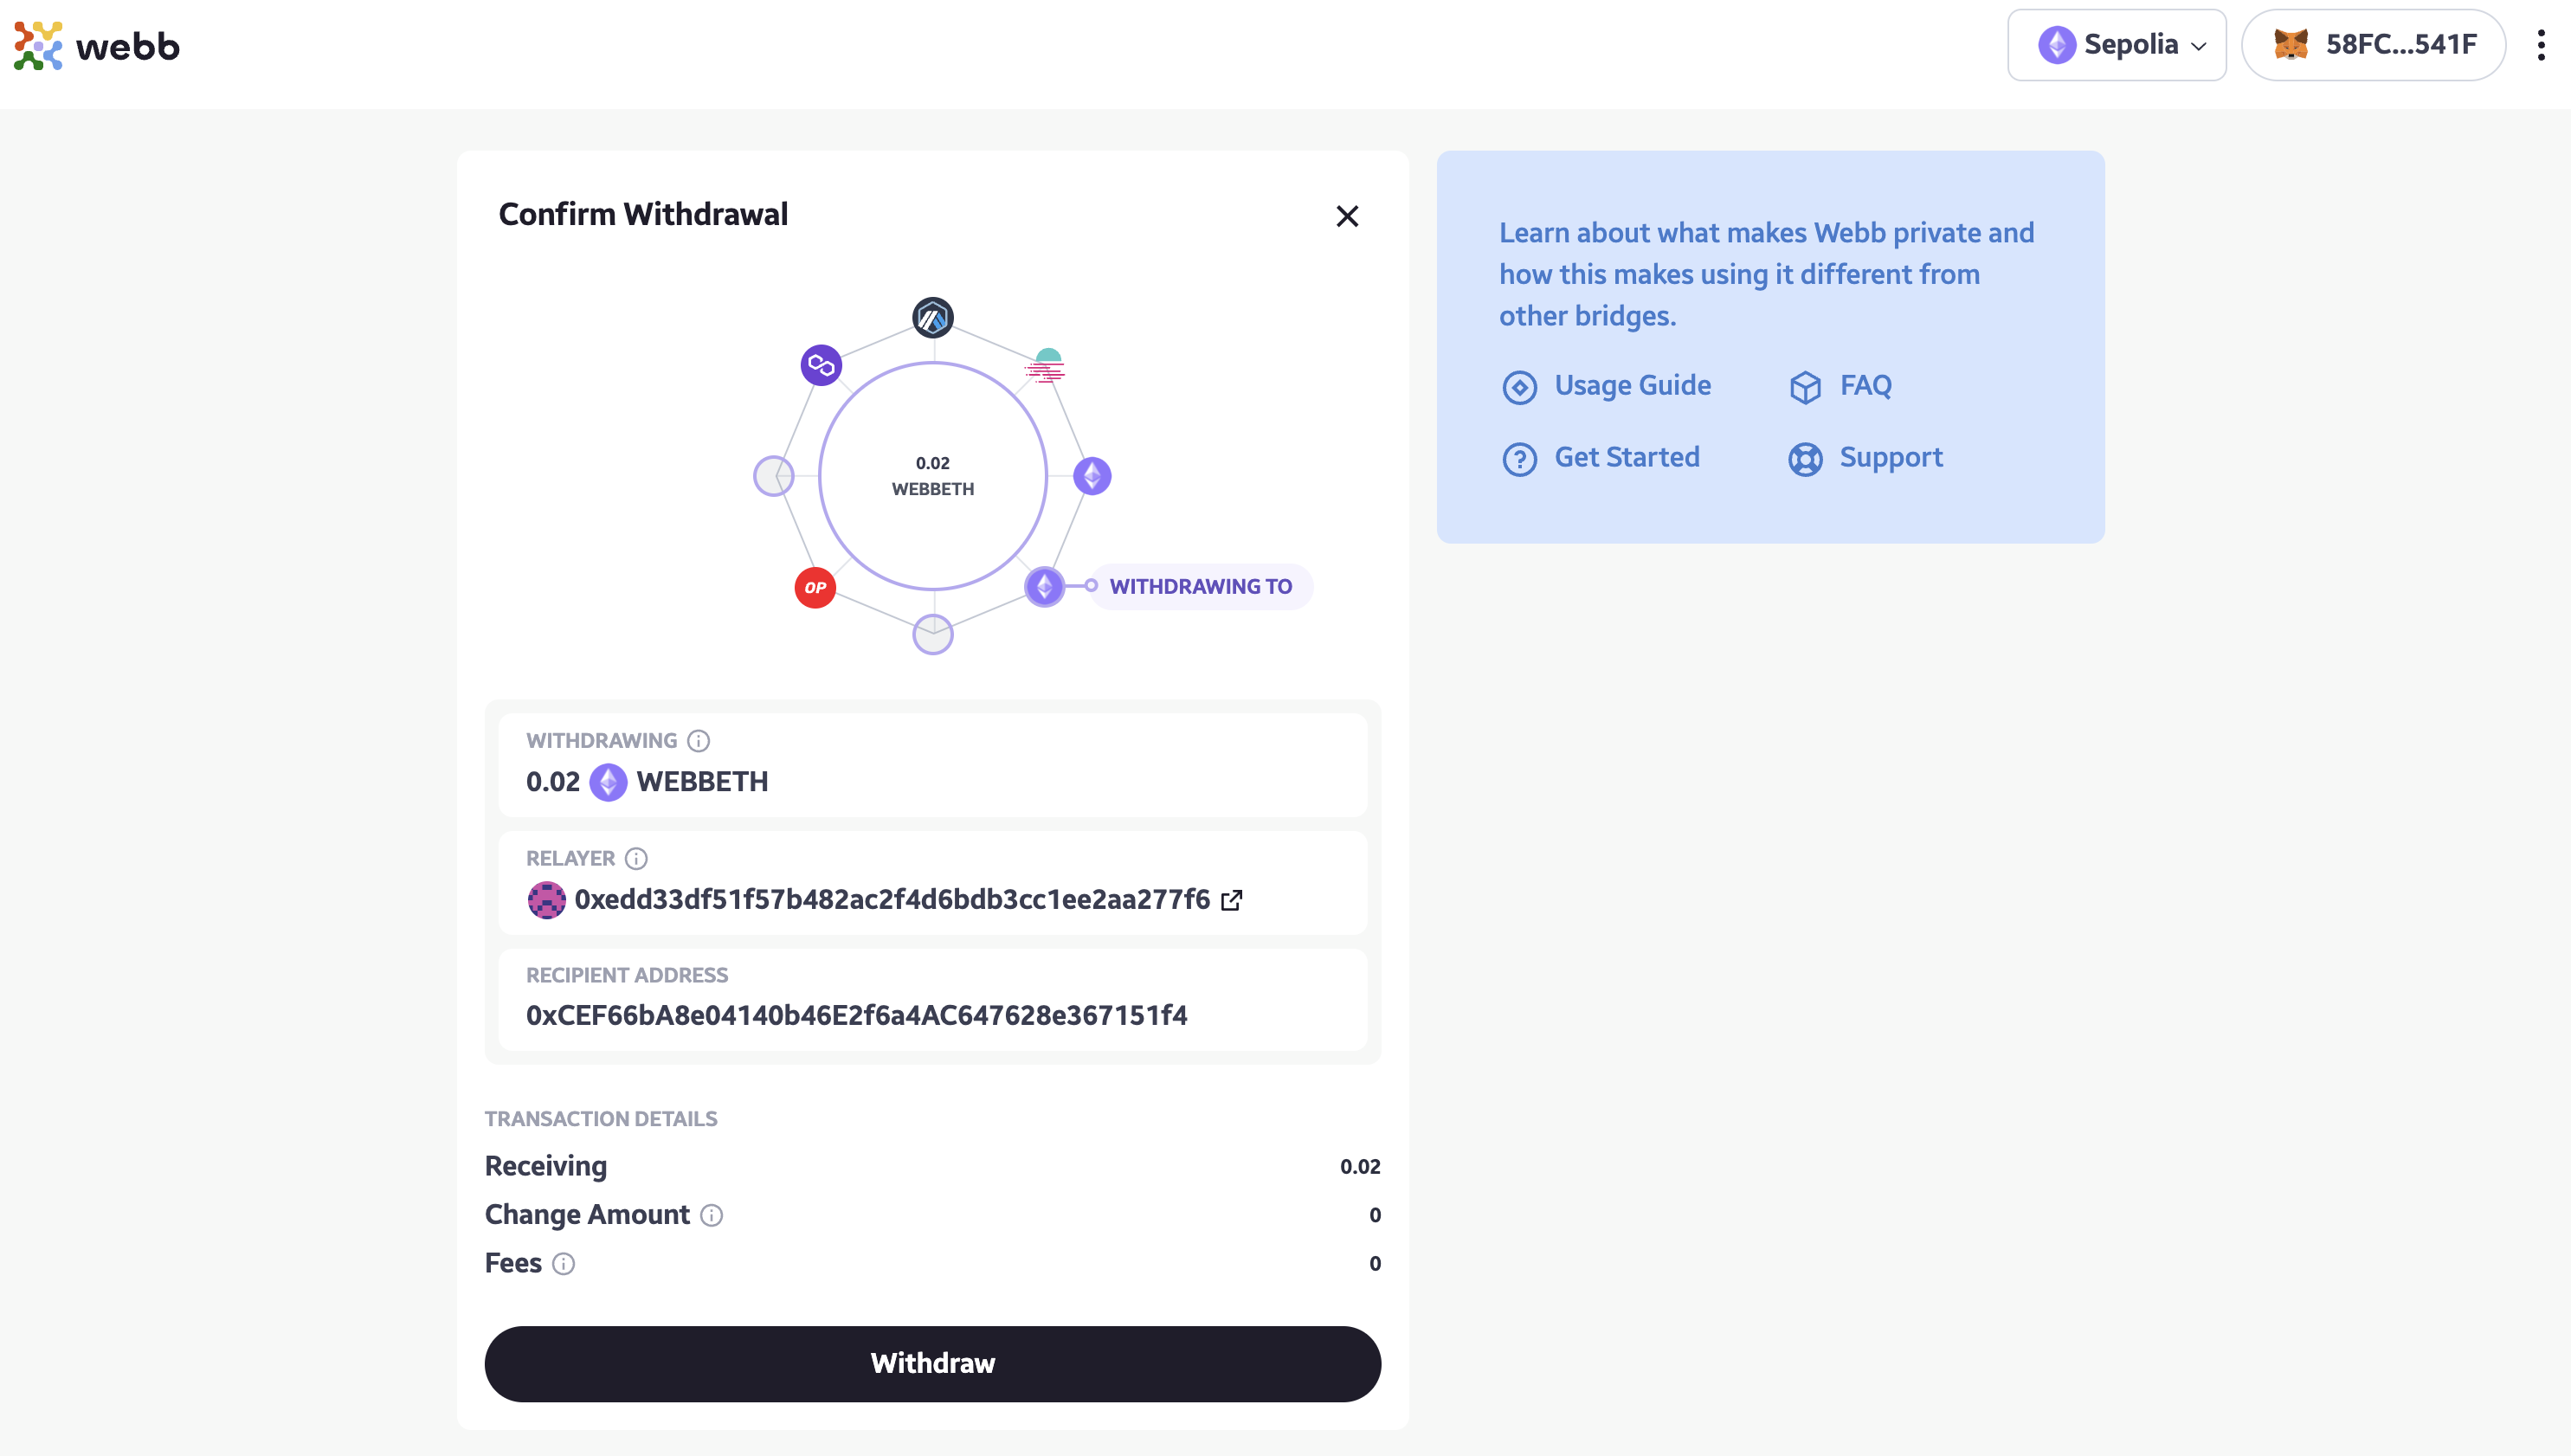 webb
Sepolia
58FC...541F
Confirm Withdrawal
0.02
WEBBETH
OP
WITHDRAWING TO
WITHDRAWING
0.02 WEBBETH
RELAYER
0xedd33df51f57b482ac2f4d6bdb3cc1ee2aa277f6
RECIPIENT ADDRESS
0xCEF66bA8e04140b46E2f6a4AC647628e367151f4
TRANSACTION DETAILS
Receiving 0.02
Change Amount 0
Fees 0
Withdraw
Learn about what makes Webb private and
how this makes using it different from
other bridges.
Usage Guide
FAQ
Get Started
Support